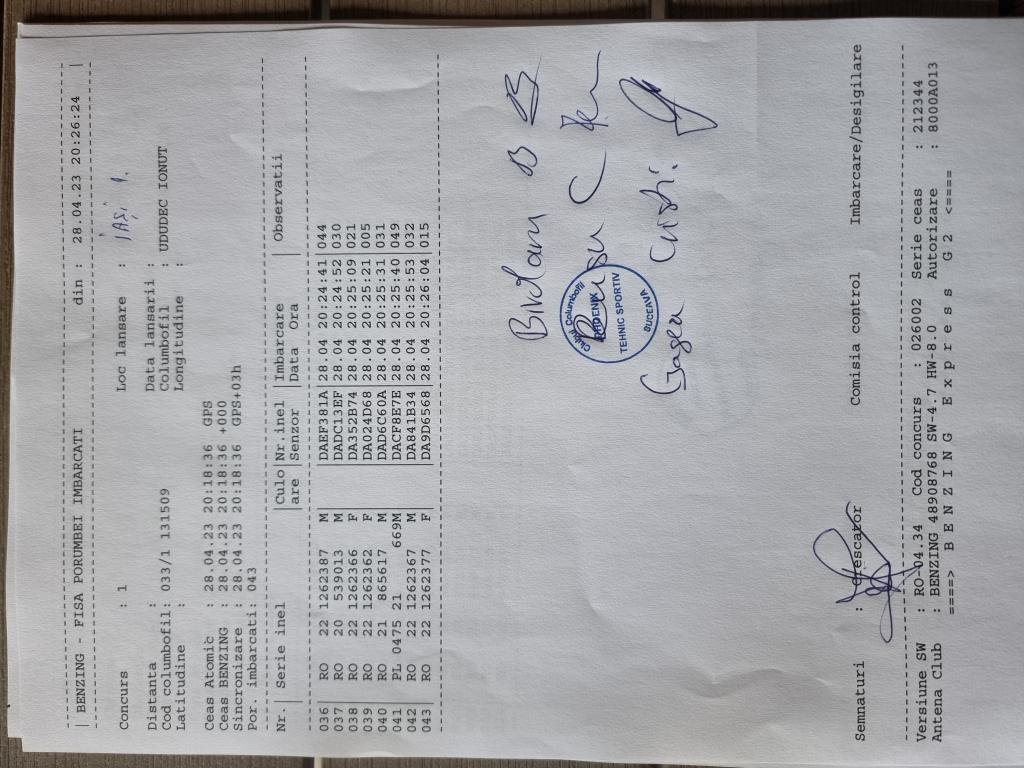 | BENZING - FISA PORUMBEI IMBARCATI din : 28.04.23 20:26:24 |
Concurs : 1 Loc lansare : IAȘI 1.
Distanta : Data lansarii :
Cod columbofil: 033/1 131509 Columbofil : UDUDEC IONUT
Latitudine : Longitudine :
Ceas Atomic : 28.04.23 20:18:36 GPS
Ceas BENZING : 28.04.23 20:18:36 +000
Sincronizare : 28.04.23 20:18:36 GPS+03h
Por. imbarcati: 043
Nr.| Serie inel |Culo|Nr.inel |Imbarcare |Observatii
|are |Senzor |Data Ora |
036| RO 22 1262387 M | |DAEF381A|28.04 20:24:41|044
037| RO 20 539013 M | |DADC13EF|28.04 20:24:52|030
038| RO 22 1262366 F | |DA352B74|28.04 20:25:09|021
039| RO 22 1262362 F | |DA024D68|28.04 20:25:21|005
040| RO 21 865617 M | |DAD6C60A|28.04 20:25:31|031
041| PL 0475 21 669M| |DACF8E7E|28.04 20:25:40|049
042| RO 22 1262367 M | |DA841B34|28.04 20:25:53|032
043| RO 22 1262377 F | |DA9D6568|28.04 20:26:04|015
Clubul Columbofil
PHOENIX
TEHNIC SPORTIV
SUCEAVA
Gagea Cristi.
Semnaturi : Crescator Comisia control Imbarcare/Desigilare
Versiune SW : RO-04.34 Cod concurs : 026002 Serie ceas : 212344
Antena Club : BENZING 48908768 SW-4.7 HW-8.0 Autorizare : 8000A013
====> B E N Z I N G E x p r e s s G 2 <====